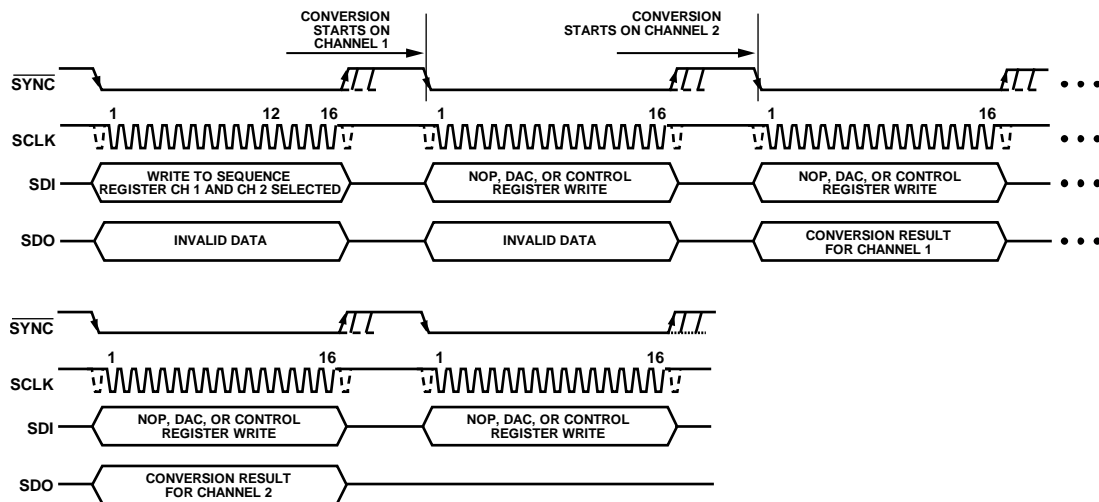 CONVERSION
STARTS ON
CHANNEL 1
CONVERSION
STARTS ON CHANNEL 2
SYNC
1 12 16 1 16 1 16
SCLK
SDI
WRITE TO SEQUENCE
REGISTER CH 1 AND CH 2 SELECTED
NOP, DAC, OR CONTROL
REGISTER WRITE
NOP, DAC, OR CONTROL
REGISTER WRITE
SDO
INVALID DATA
INVALID DATA
CONVERSION RESULT
FOR CHANNEL 1
SYNC
1 16 1 16
SCLK
SDI
NOP, DAC, OR CONTROL
REGISTER WRITE
NOP, DAC, OR CONTROL
REGISTER WRITE
SDO
CONVERSION RESULT
FOR CHANNEL 2